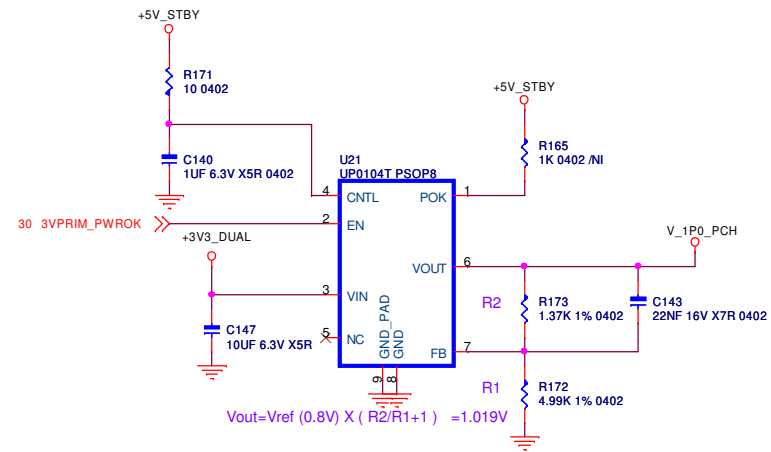 +5V_STBY
R171
10 0402
+5V_STBY
R165
1K 0402 /NI
C140
1UF 6.3V X5R 0402
U21
UP0104T PSOP8
4
CNTL
POK
1
30 3VPRIM_PWROK
2
EN
+3V3_DUAL
V_1P0_PCH
VOUT
6
3
VIN
R2
R173
1.37K 1% 0402
C143
22NF 16V X7R 0402
C147
10UF 6.3V X5R
5
NC
GND_PAD
GND
FB
7
9
8
R1
R172
4.99K 1% 0402
Vout=Vref (0.8V) X ( R2/R1+1 ) =1.019V